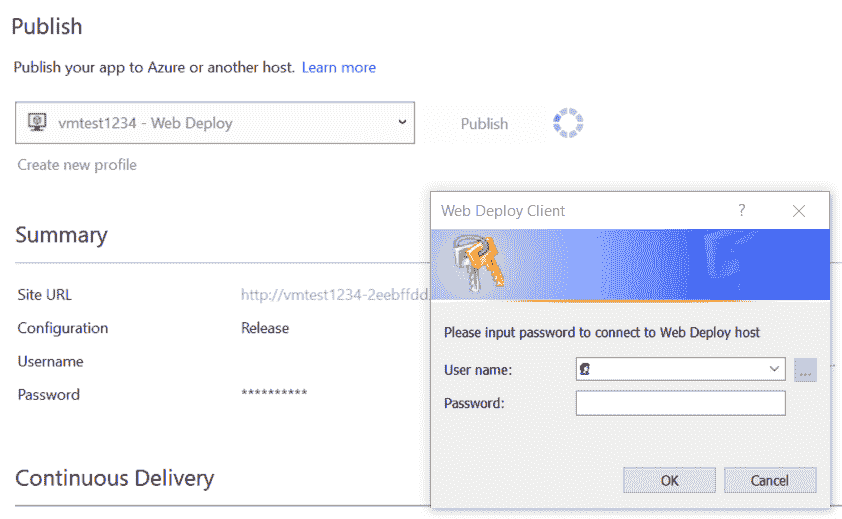 Publish
Publish your app to Azure or another host. Learn more
vmtest1234 - Web Deploy
Publish
Create new profile
Web Deploy Client ?
Summary
Site URL http://vmtest1234-2eebffdd.
Configuration Release
Username
Password **********
Please input password to connect to Web Deploy host
User name:
...
Password:
OK Cancel
Continuous Delivery